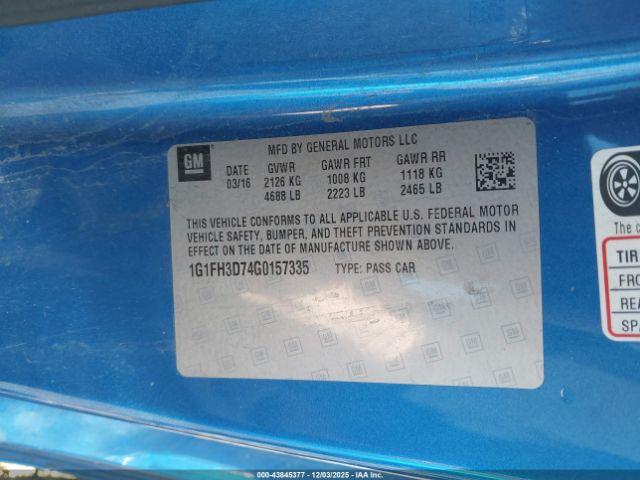 GM
MFD BY GENERAL MOTORS LLC
DATE GVWR GAWR FRT GAWR RR
03/16 2126 KG 1008 KG 1118 KG
4688 LB 2223 LB 2465 LB
THIS VEHICLE CONFORMS TO ALL APPLICABLE U.S. FEDERAL MOTOR
VEHICLE SAFETY, BUMPER, AND THEFT PREVENTION STANDARDS IN
EFFECT ON THE DATE OF MANUFACTURE SHOWN ABOVE.
1G1FH3D74G0157335 TYPE: PASS CAR
The c
TIR
FRO
REA
SPA
000-43845377 - 12/03/2025 - IAA Inc.